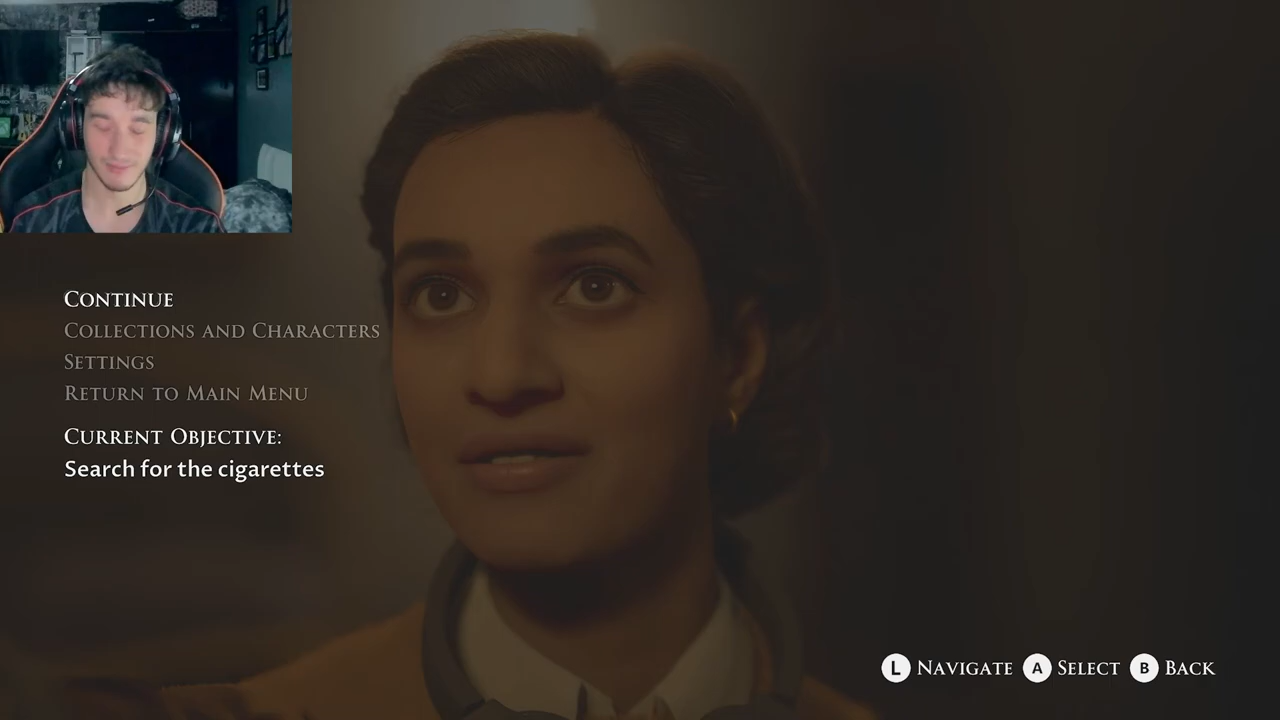 Continue
Collections and Characters
Settings
Return to Main Menu
Current Objective:
Search for the cigarettes
L Navigate A Select B Back